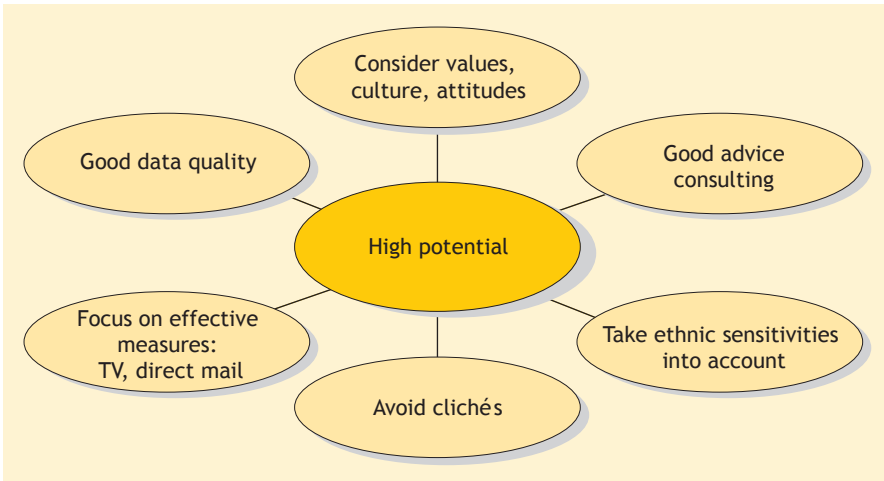 Consider values,
culture, attitudes
Good data quality
Good advice
consulting
High potential
Focus on effective
measures:
TV, direct mail
Take ethnic sensitivities
into account
Avoid clichés